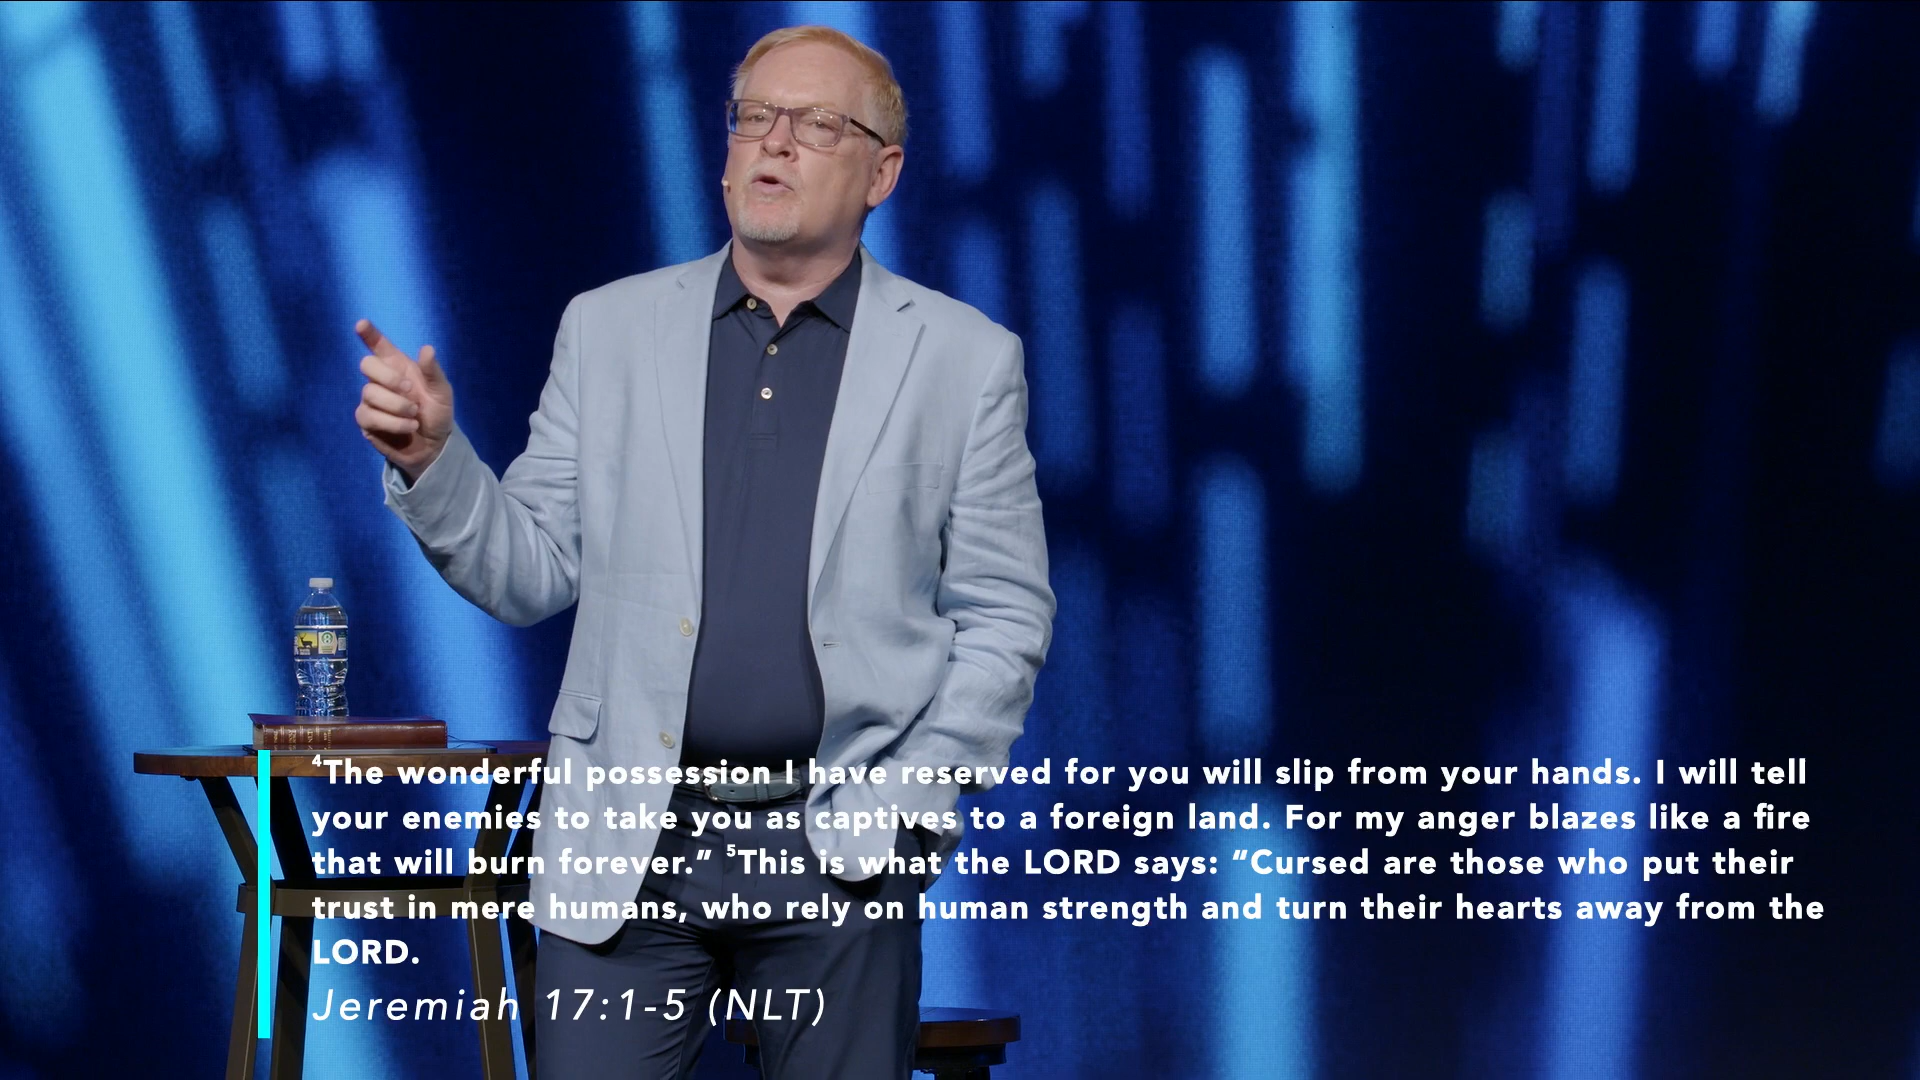 ⁴The wonderful possession I have reserved for you will slip from your hands. I will tell
your enemies to take you as captives to a foreign land. For my anger blazes like a fire
that will burn forever.” ⁵This is what the LORD says: “Cursed are those who put their
trust in mere humans, who rely on human strength and turn their hearts away from the
LORD.
Jeremiah 17:1-5 (NLT)